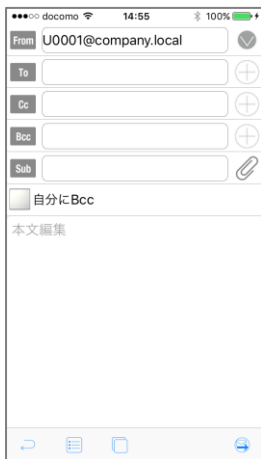 docomo 14:55 100%
From U0001@company.local
To
Cc
Bcc
Sub
自分にBcc
本文編集